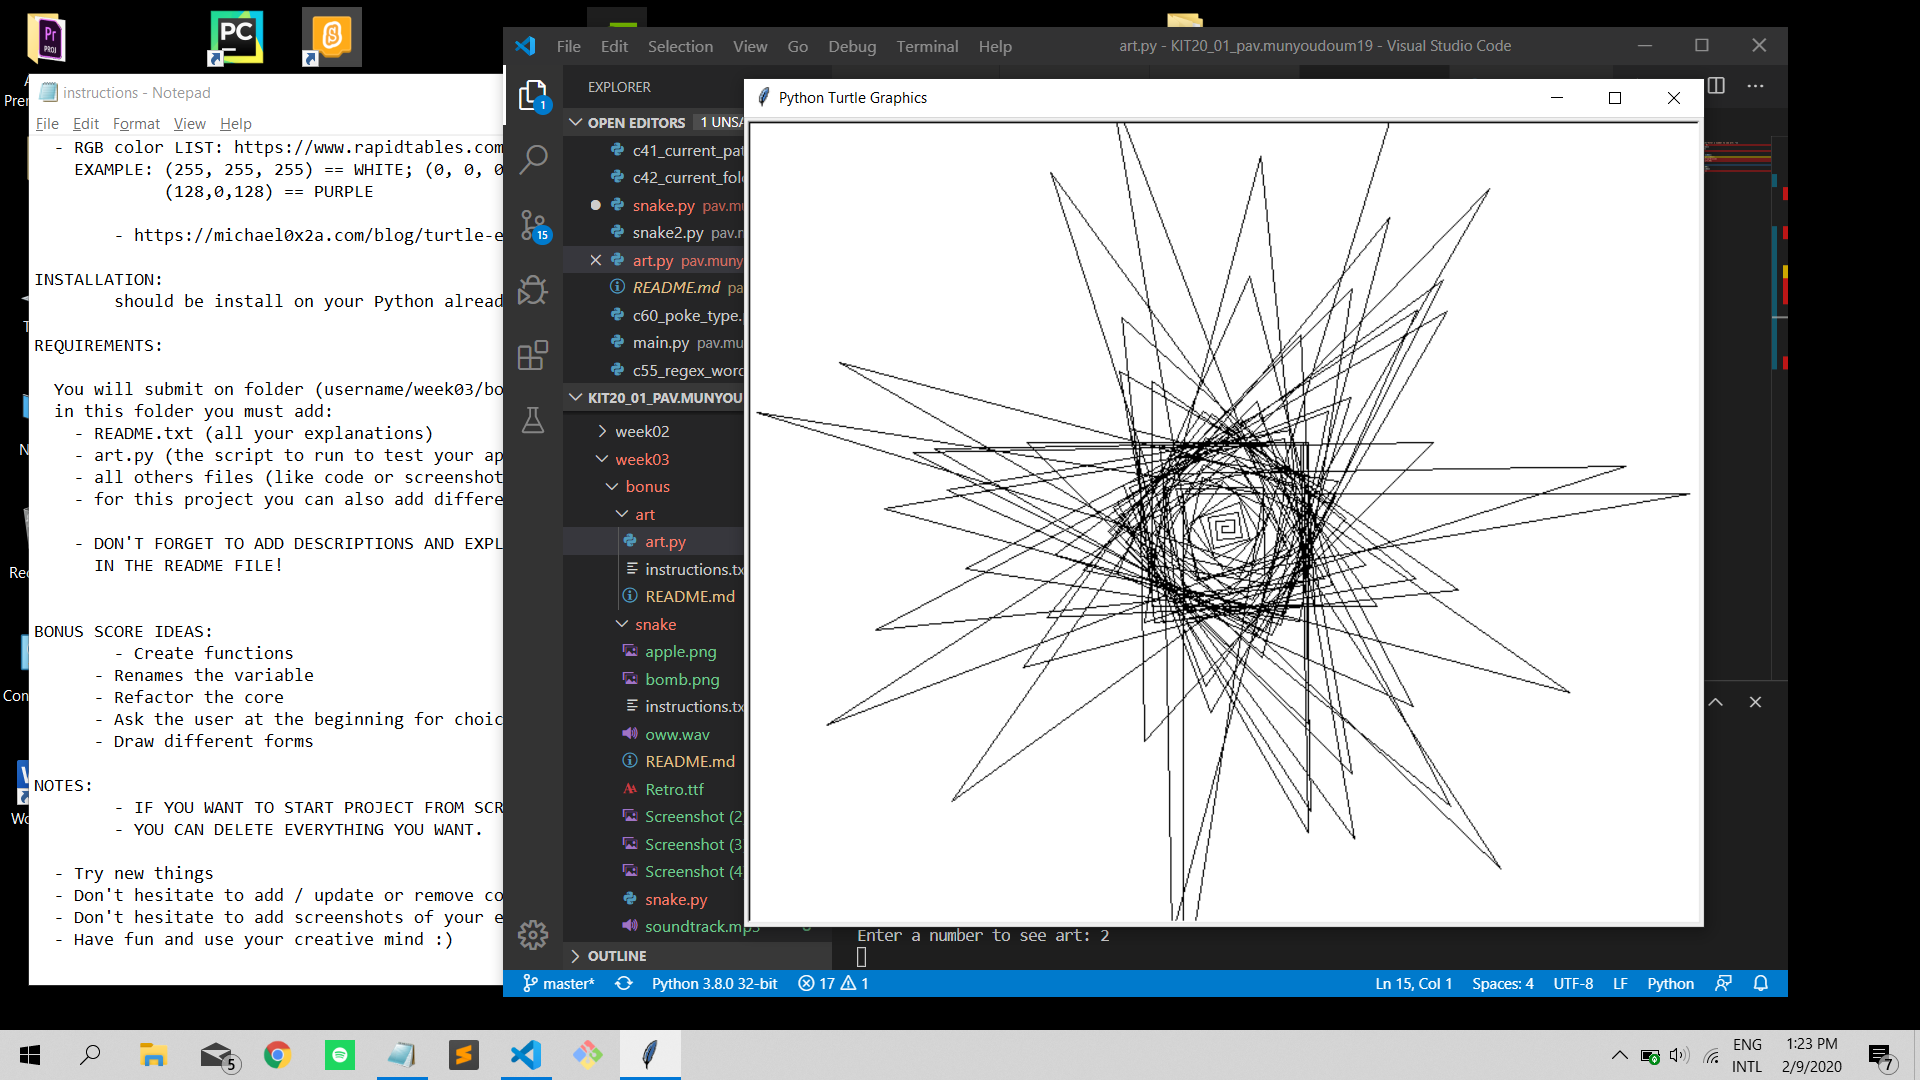 instructions - Notepad
File Edit Format View Help
- RGB color LIST: https://www.rapidtables.com
EXAMPLE: (255, 255, 255) == WHITE; (0, 0, 0
(128,0,128) == PURPLE
- https://michael0x2a.com/blog/turtle-e
INSTALLATION:
should be install on your Python alread
REQUIREMENTS:
You will submit on folder (username/week03/bo
in this folder you must add:
- README.txt (all your explanations)
- art.py (the script to run to test your ap
- all others files (like code or screenshot
- for this project you can also add differe
- DON'T FORGET TO ADD DESCRIPTIONS AND EXPL
IN THE README FILE!
BONUS SCORE IDEAS:
- Create functions
- Renames the variable
- Refactor the core
- Ask the user at the beginning for choic
- Draw different forms
NOTES:
- IF YOU WANT TO START PROJECT FROM SCR
- YOU CAN DELETE EVERYTHING YOU WANT.
- Try new things
- Don't hesitate to add / update or remove co
- Don't hesitate to add screenshots of your e
- Have fun and use your creative mind :)
File Edit Selection View Go Debug Terminal Help
art.py - KIT20_01_pav.munyoudoum19 - Visual Studio Code
1
15
EXPLORER
OPEN EDITORS 1 UNSA
c41_current_pat
c42_current_fol
snake.py pav.mu
snake2.py pav.m
art.py pav.muny
README.md pa
c60_poke_type.
main.py pav.mu
c55_regex_word
KIT20_01_PAV.MUNYOU
week02
week03
bonus
art
art.py
instructions.tx
README.md
snake
apple.png
bomb.png
instructions.tx
oww.wav
README.md
Retro.ttf
Screenshot (2
Screenshot (3
Screenshot (4
snake.py
soundtrack.mp3
OUTLINE
Python Turtle Graphics
Enter a number to see art: 2
master* Python 3.8.0 32-bit 17 1
Ln 15, Col 1 Spaces: 4 UTF-8 LF Python
5
ENG
INTL
1:23 PM
2/9/2020
7